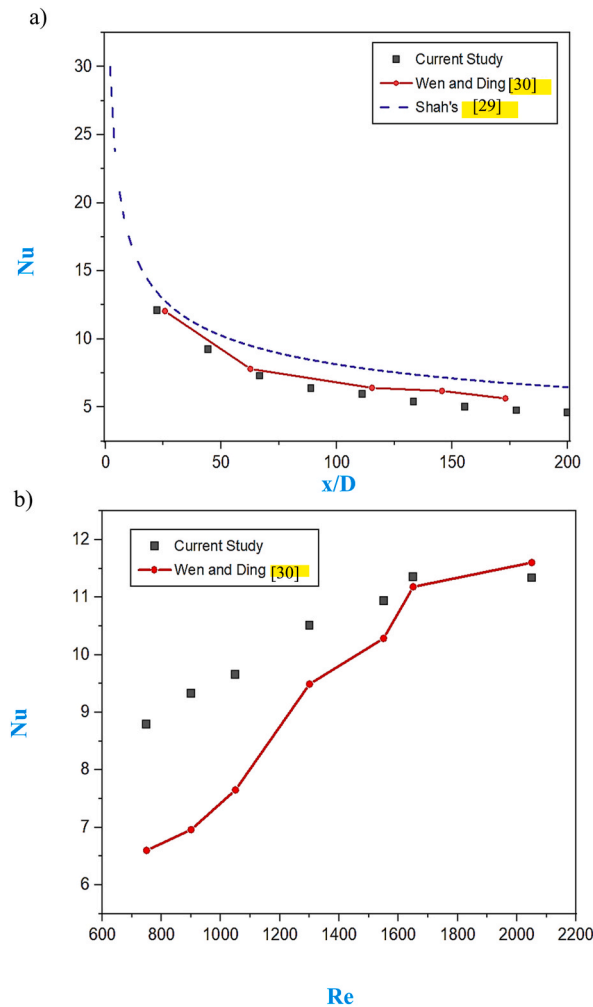 a)
Current Study
Wen and Ding [30]
Shah's [29]
30
25
20
15
10
5
Nu
0 50 100 150 200
x/D
b)
Current Study
Wen and Ding [30]
12
11
10
9
8
7
6
Nu
600 800 1000 1200 1400 1600 1800 2000 2200
Re